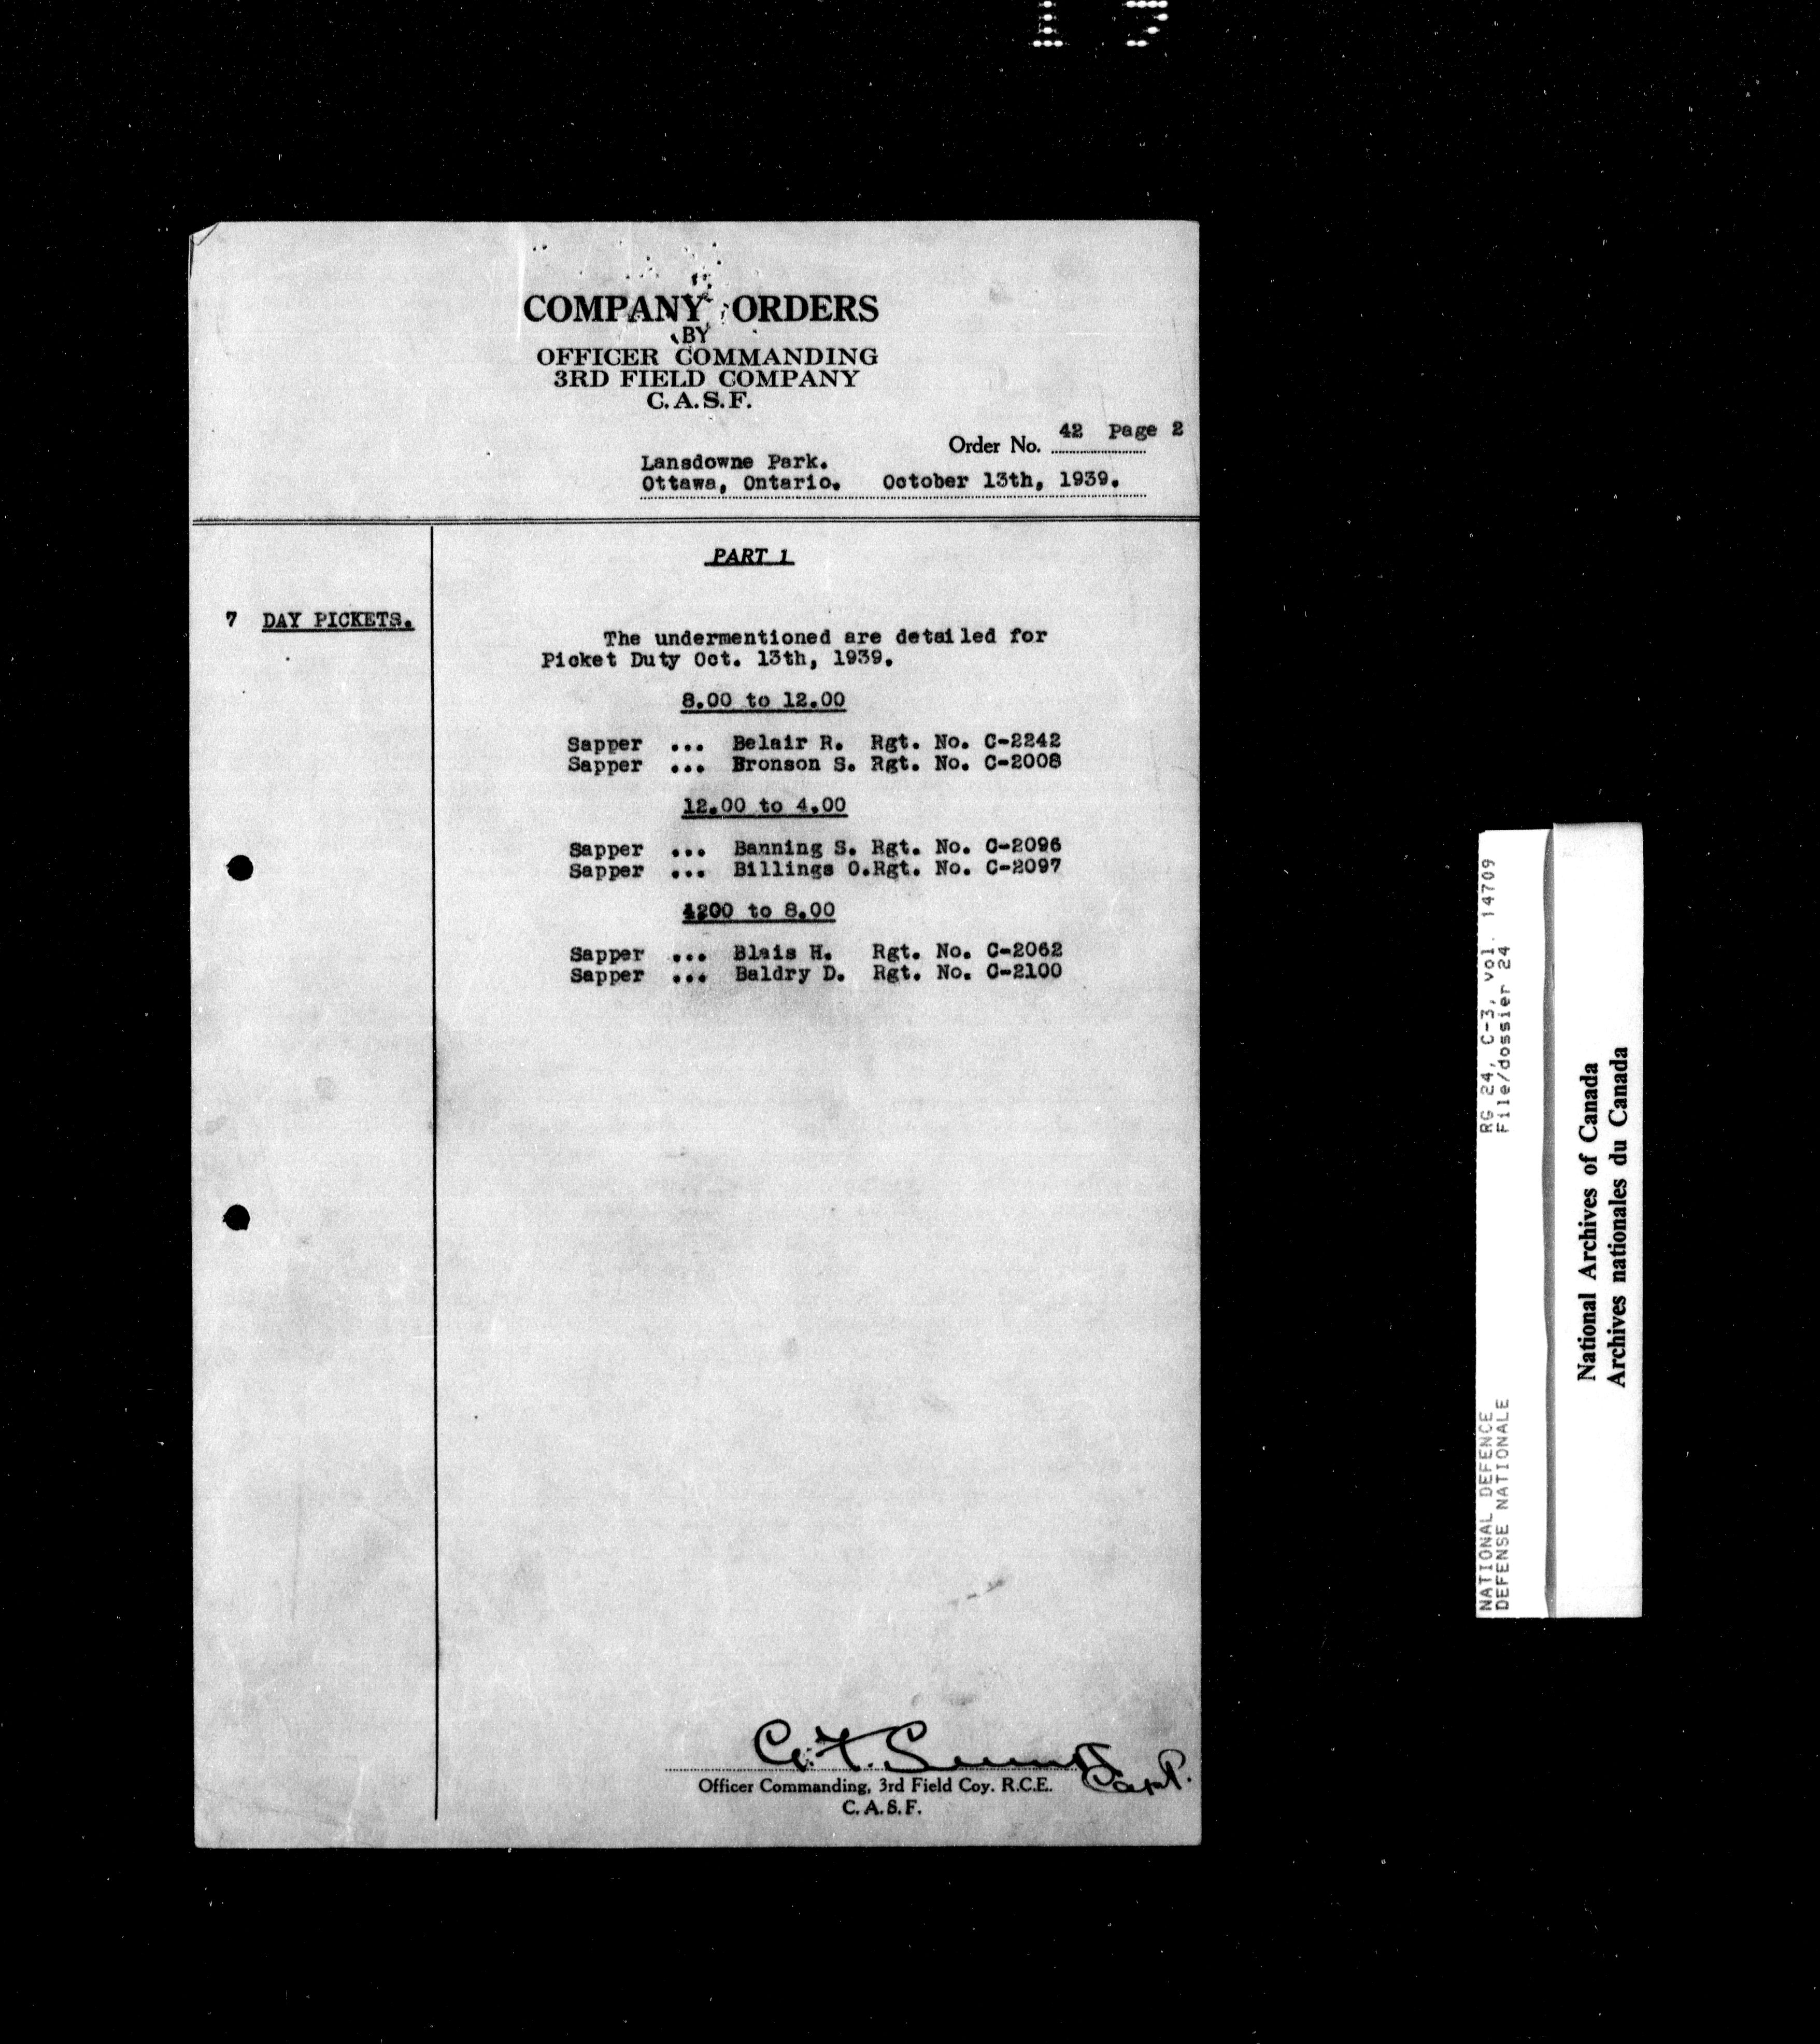 COMPANY ORDERS
BY
OFFICER COMMANDING
3RD FIELD COMPANY
C.A.S.F.
Order No. 42 Page 2
Lansdowne Park.
Ottawa, Ontario. October 13th, 1939.
PART 1
7 DAY PICKETS.
The undermentioned are detailed for
Picket Duty Oct. 13th, 1939.
8.00 to 12.00
Sapper ... Belair R. Rgt. No. C-2242
Sapper ... Bronson S. Rgt. No. C-2008
12.00 to 4.00
Sapper ... Banning S. Rgt. No. C-2096
Sapper ... Billings O.Rgt. No. C-2097
to 8.00
Sapper ... Blais H. Rgt. No. C-2062
Sapper ... Baldry D. Rgt. No. C-2100
Capt.
Officer Commanding, 3rd Field Coy. R.C.E.
C.A.S.F.
NATIONAL DEFENCE RG 24, C-3, vol. 14709
DEFENSE NATIONALE File/dossier 24
National Archives of Canada
Archives nationales du Canada